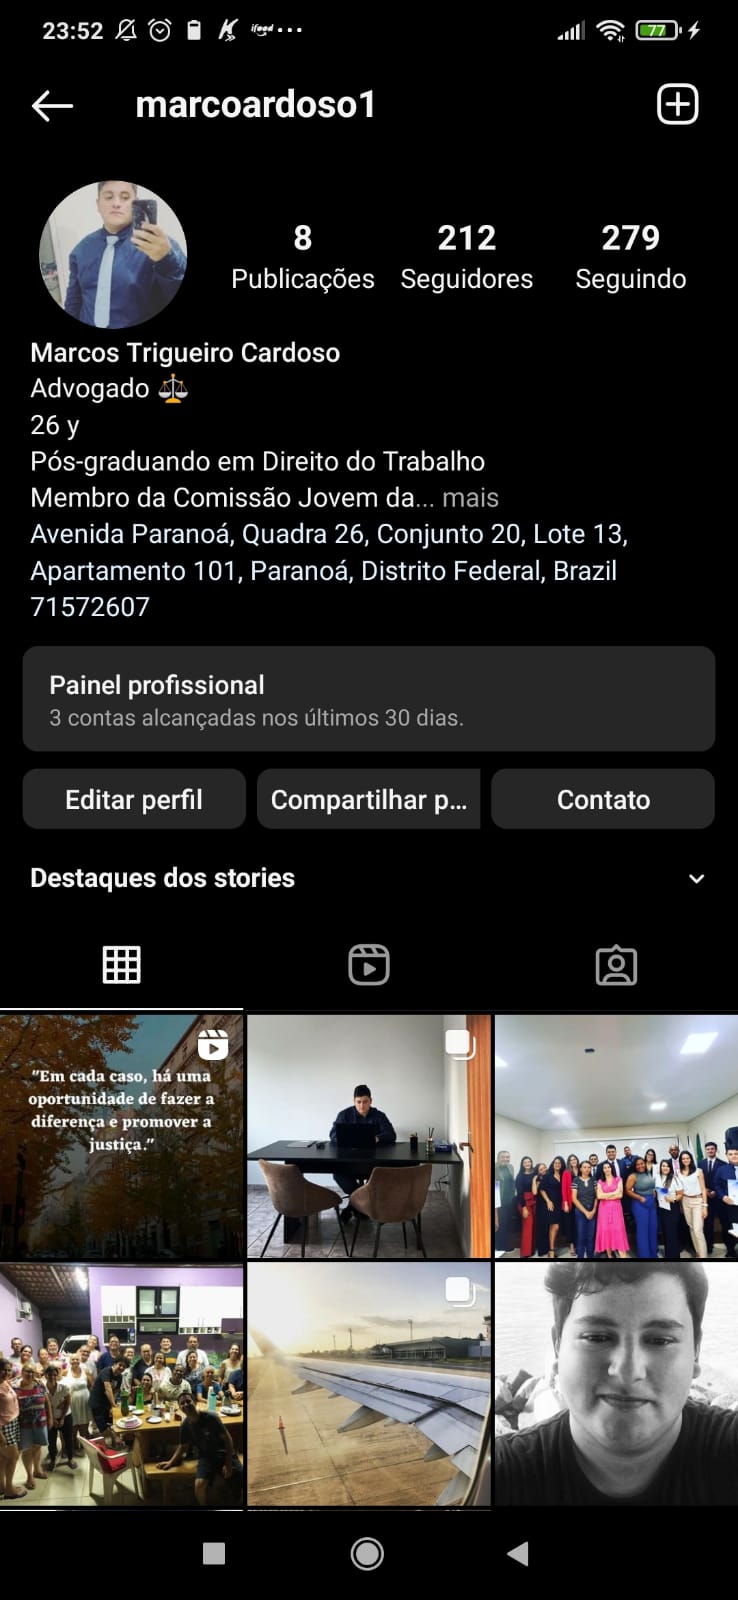 23:52
ifood
77
marcoardoso1
8
212
279
Publicações
Seguidores
Seguindo
Marcos Trigueiro Cardoso
Advogado ⚖️
26 y
Pós-graduando em Direito do Trabalho
Membro da Comissão Jovem da... mais
Avenida Paranoá, Quadra 26, Conjunto 20, Lote 13,
Apartamento 101, Paranoá, Distrito Federal, Brazil
71572607
Painel profissional
3 contas alcançadas nos últimos 30 dias.
Editar perfil
Compartilhar p...
Contato
Destaques dos stories
"Em cada caso, há uma
oportunidade de fazer a
diferença e promover a
justiça."